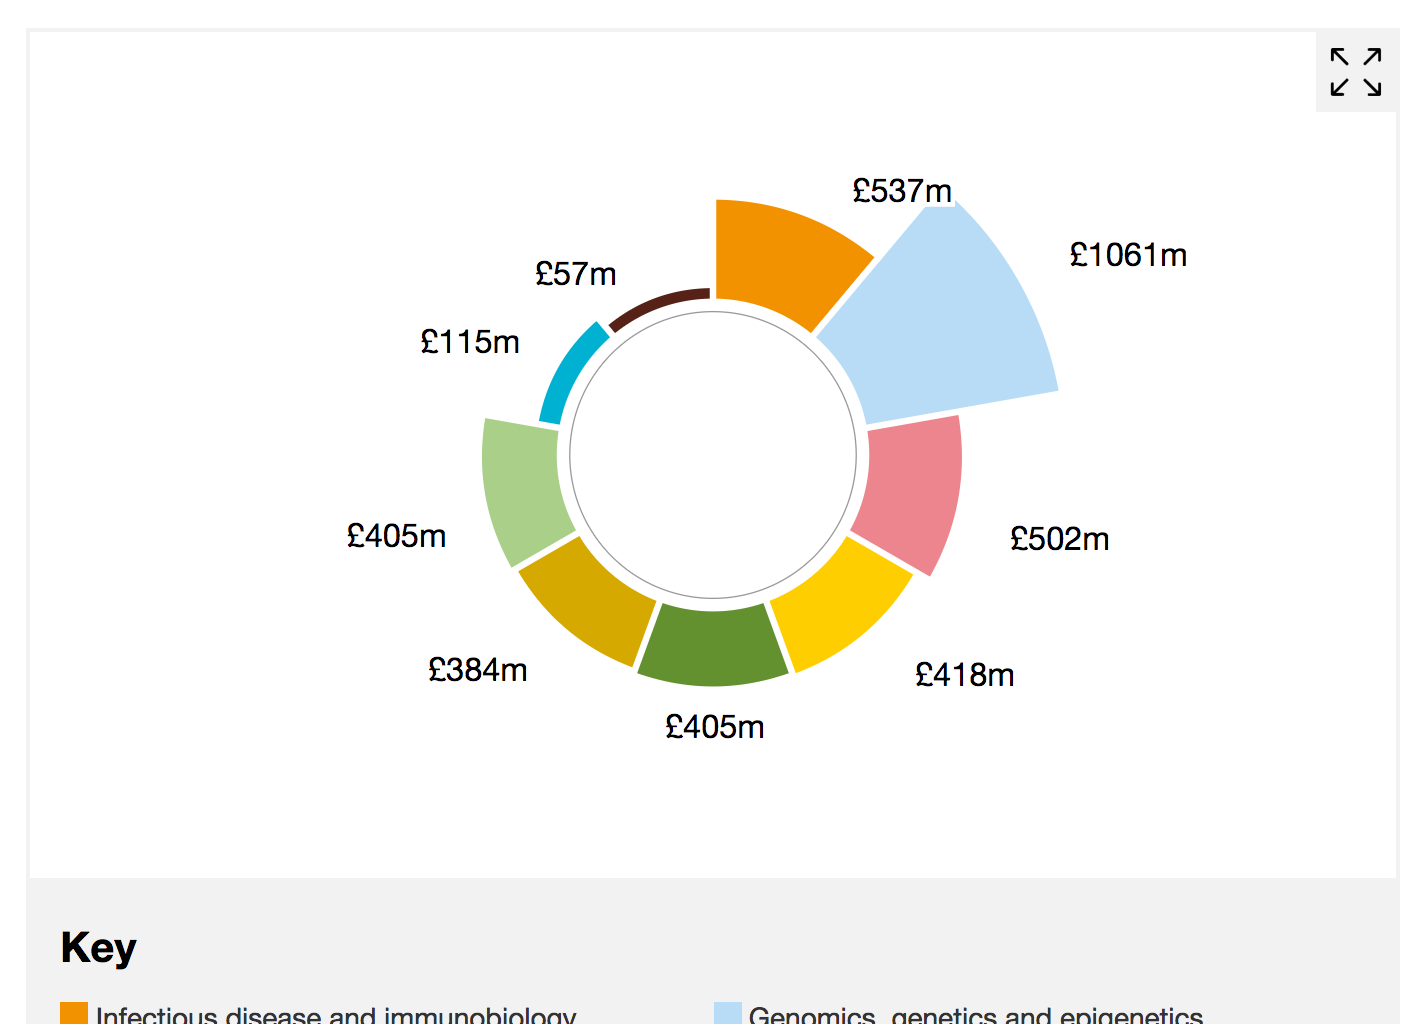 £537m
£1061m
£57m
£115m
£405m
£502m
£384m
£418m
£405m
Key
Infectious disease and immunobiology
Genomics, genetics and epigenetics